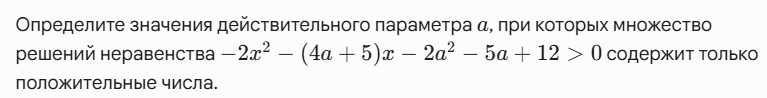 Определите значения действительного параметра a, при которых множество
решений неравенства −2x² − (4a + 5)x − 2a² − 5a + 12 > 0 содержит только
положительные числа.